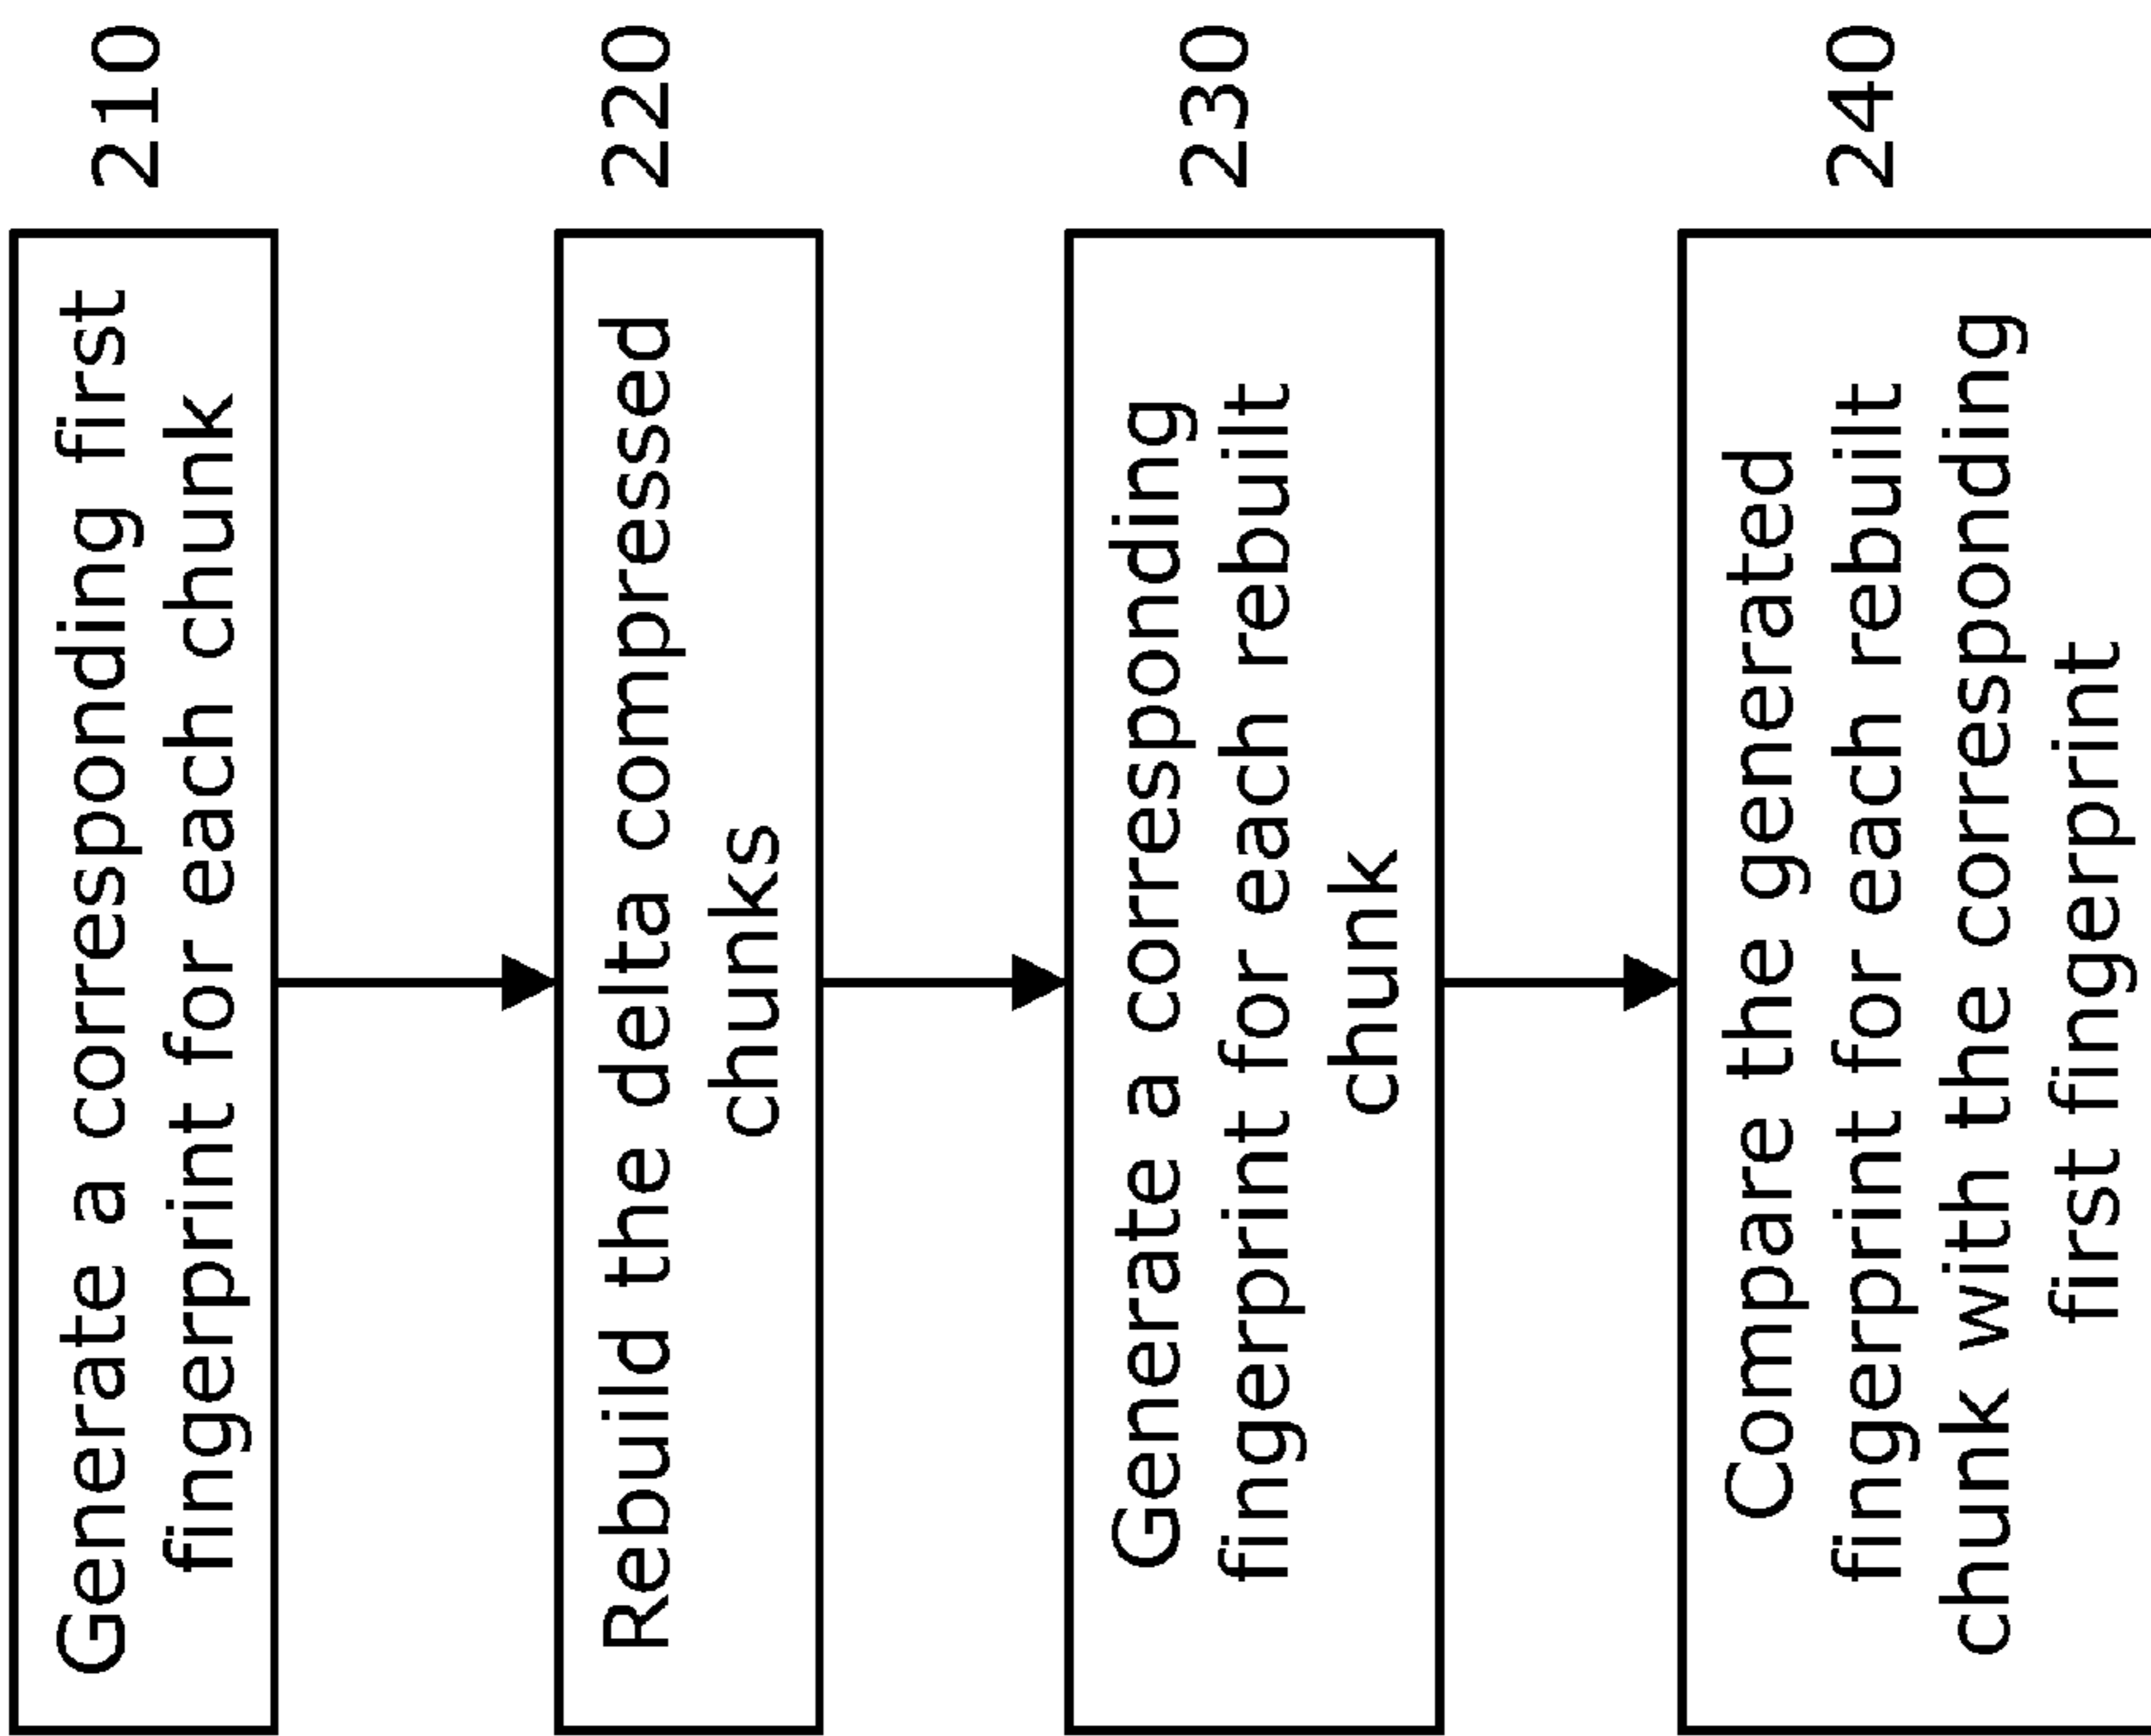 Generate a corresponding first
fingerprint for each chunk
210
Rebuild the delta compressed
chunks
220
Generate a corresponding
fingerprint for each rebuilt
chunk
230
Compare the generated
fingerprint for each rebuilt
chunk with the corresponding
first fingerprint
240